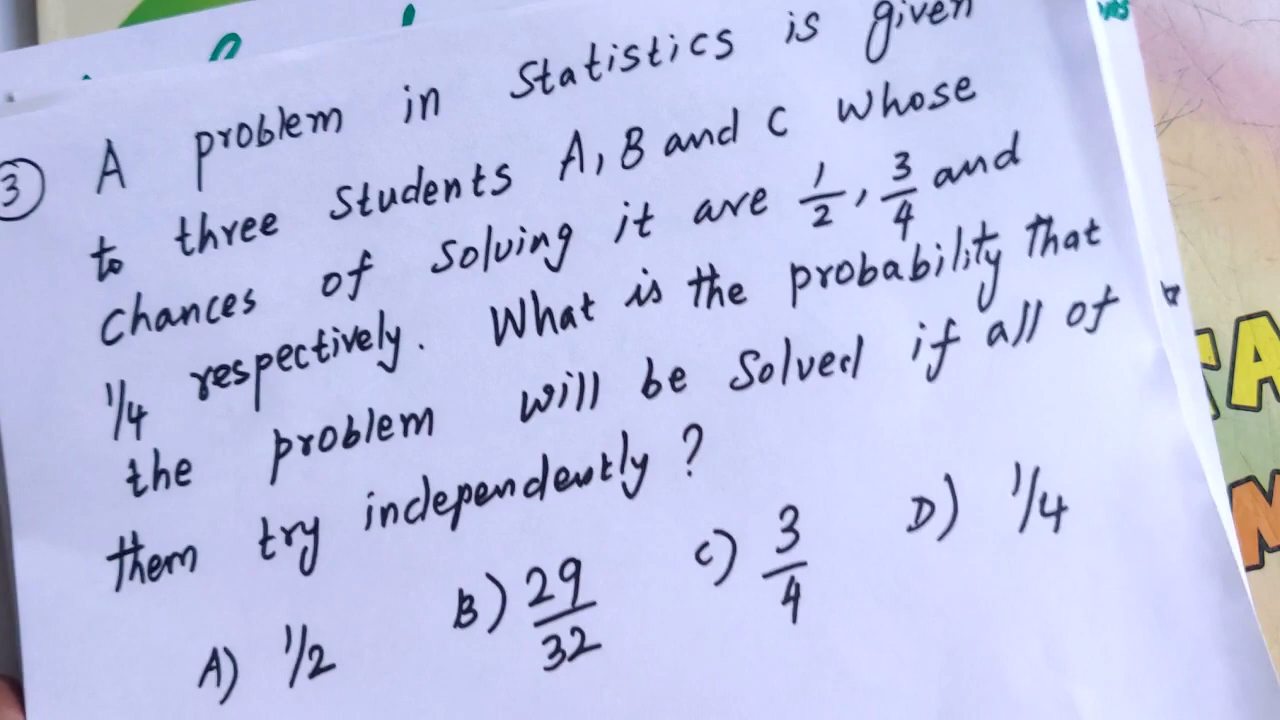 3 A problem in Statistics is given
to three Students A, B and C Whose
chances of solving it are 1/2, 3/4 and
1/4 respectively. What is the probability that
the problem will be Solved if all of
them try independently?
A) 1/2 B) 29/32 C) 3/4 D) 1/4